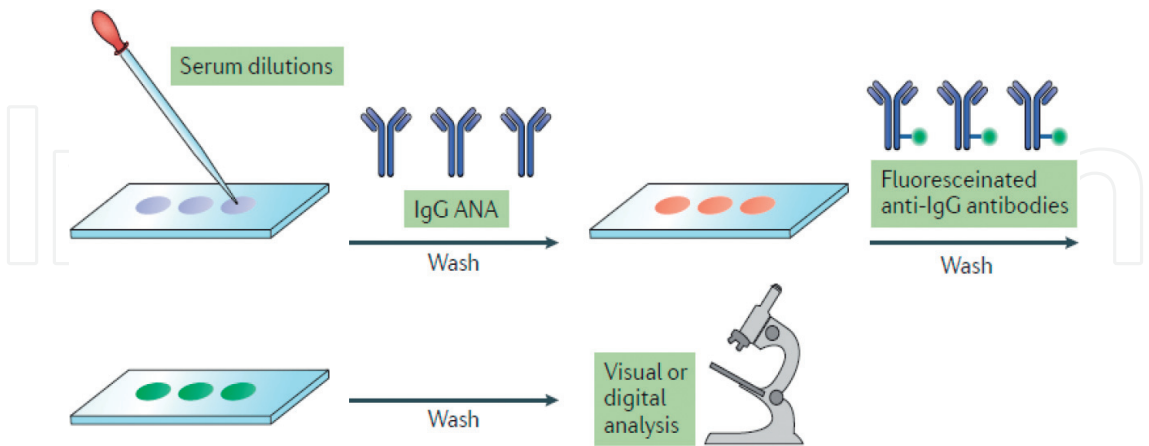 Serum dilutions
IgG ANA
Wash
Fluoresceinated
anti-IgG antibodies
Wash
Wash
Visual or
digital
analysis